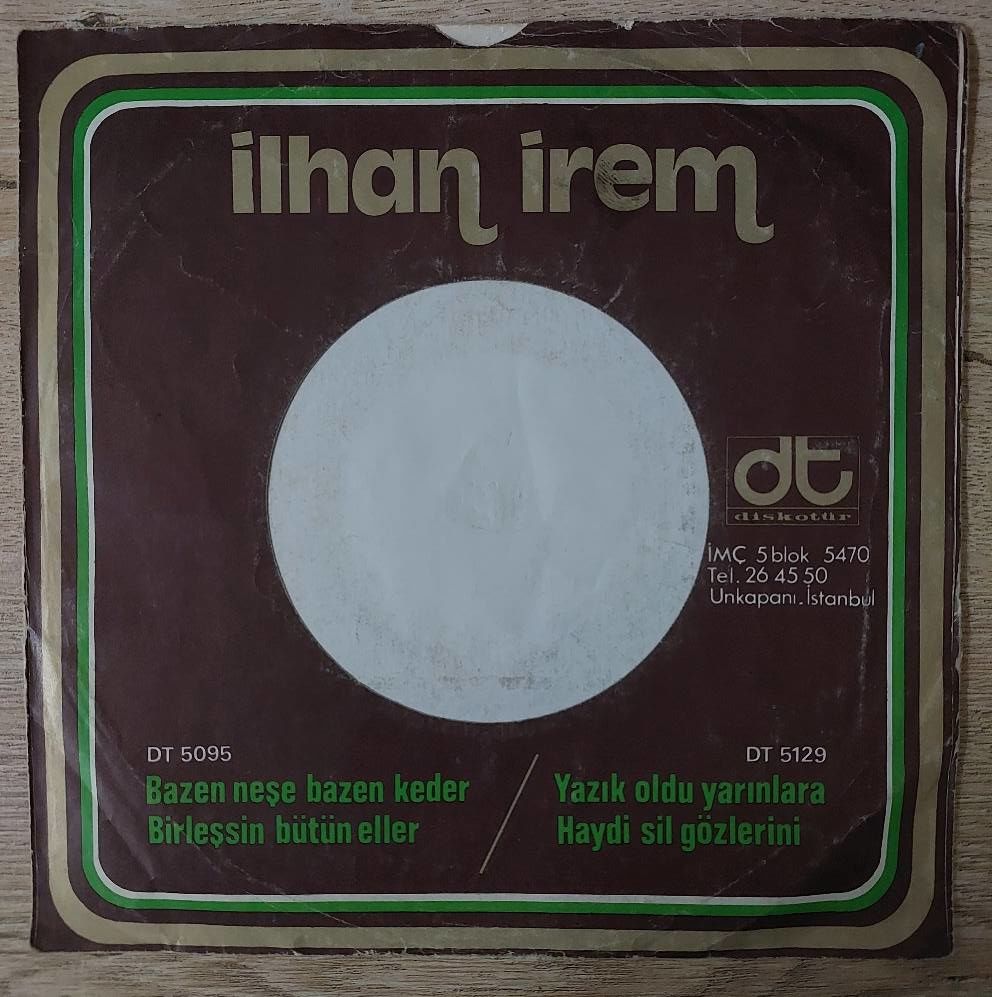 ilhan irem
dt
diskotür
İMÇ 5 blok 5470
Tel. 26 45 50
Unkapanı. İstanbul
DT 5095
Bazen neşe bazen keder
Birleşsin bütün eller
DT 5129
Yazık oldu yarınlara
Haydi sil gözlerini